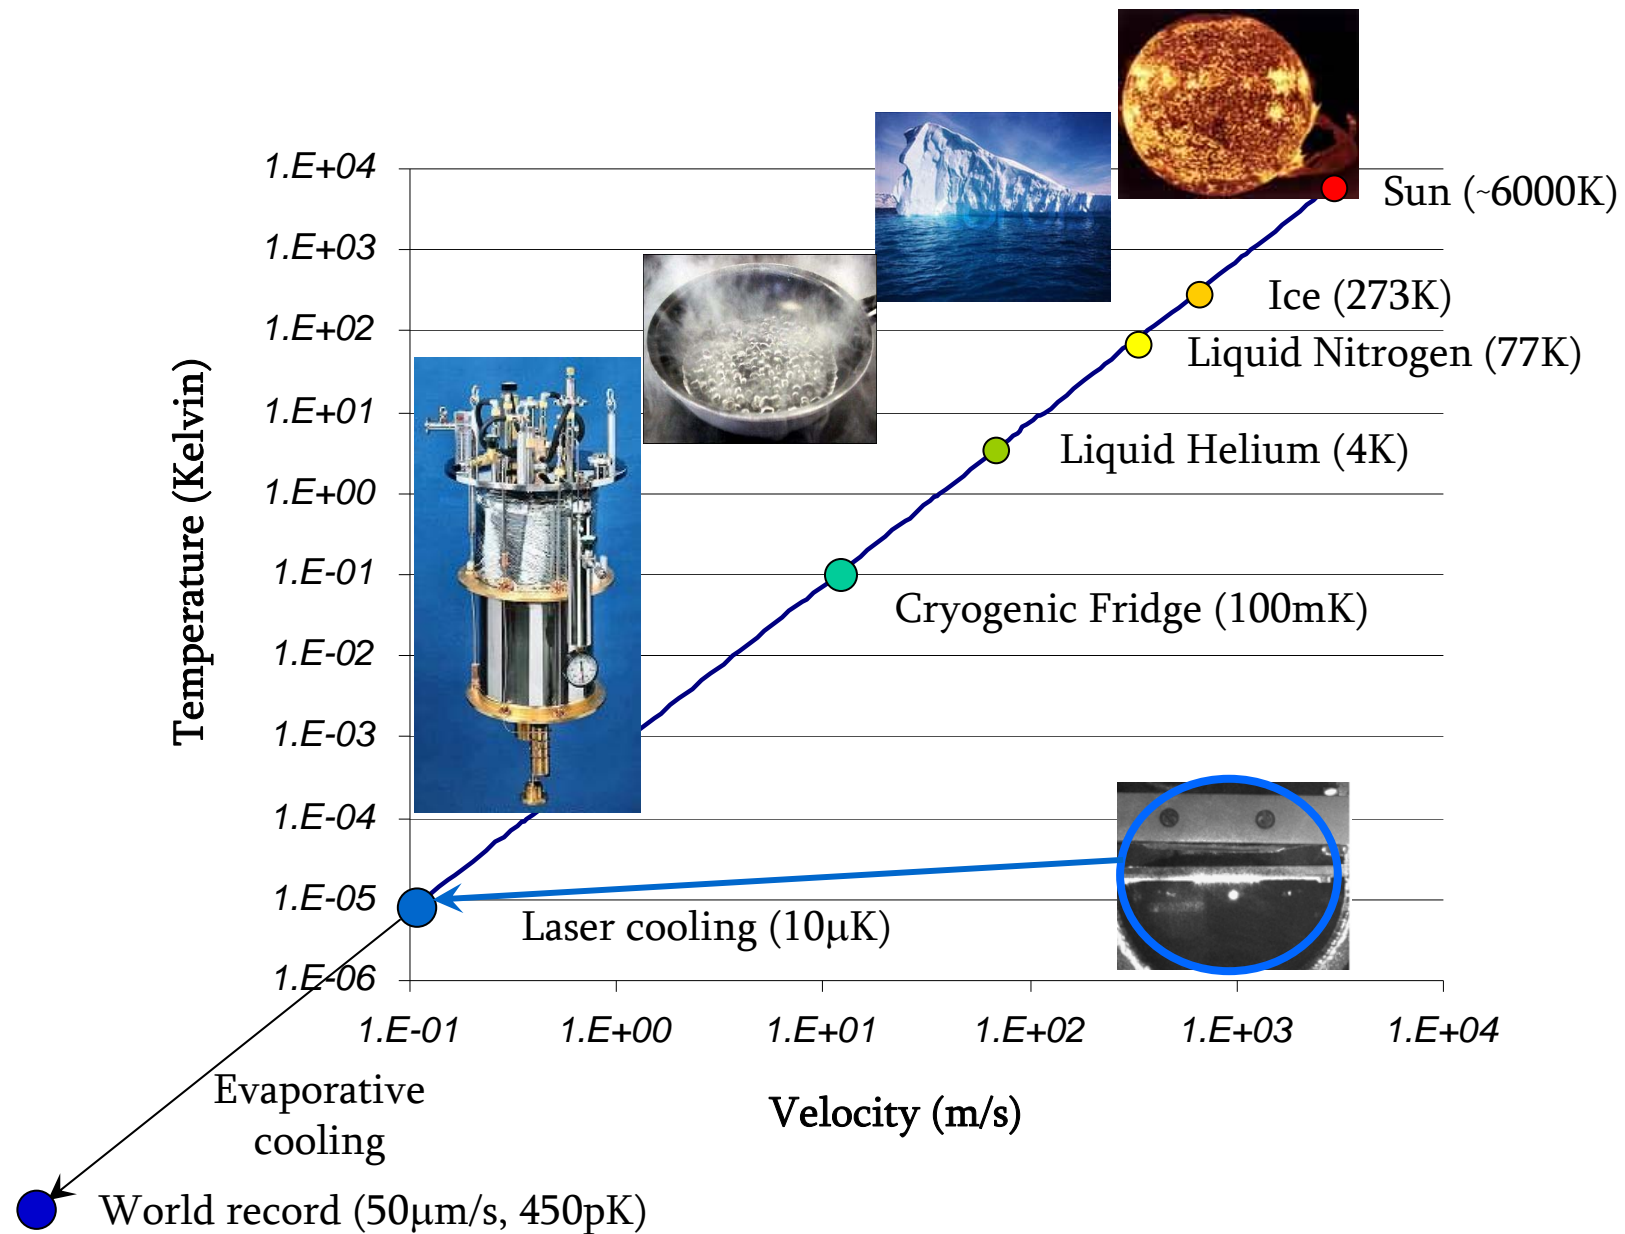 1.E+04
1.E+03
1.E+02
1.E+01
1.E+00
1.E-01
1.E-02
1.E-03
1.E-04
1.E-05
1.E-06
Temperature (Kelvin)
Sun (~6000K)
Ice (273K)
Liquid Nitrogen (77K)
Liquid Helium (4K)
Cryogenic Fridge (100mK)
Laser cooling (10μK)
1.E-01 1.E+00 1.E+01 1.E+02 1.E+03 1.E+04
Velocity (m/s)
Evaporative
cooling
World record (50μm/s, 450pK)